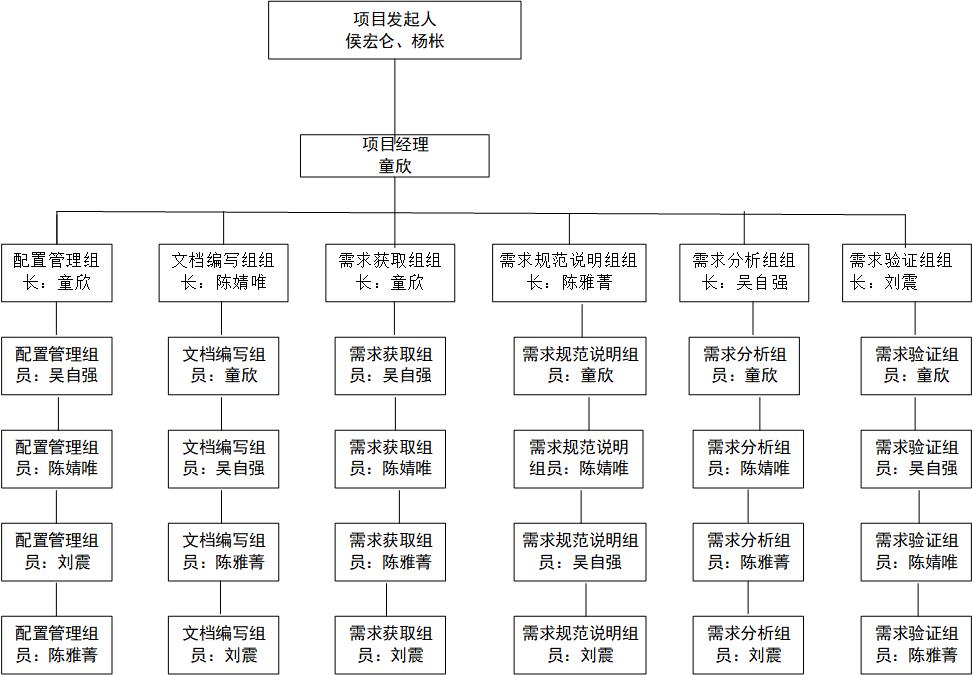 项目发起人
侯宏仑、杨枨
项目经理
童欣
配置管理组组
长：童欣
文档编写组组
长：陈婧唯
需求获取组组
长：童欣
需求规范说明组组
长：陈雅菁
需求分析组组
长：吴自强
需求验证组组
长：刘震
配置管理组
员：吴自强
文档编写组
员：童欣
需求获取组
员：吴自强
需求规范说明组
员：童欣
需求分析组
员：童欣
需求验证组
员：童欣
配置管理组
员：陈婧唯
文档编写组
员：吴自强
需求获取组
员：陈婧唯
需求规范说明
组员：陈婧唯
需求分析组
员：陈婧唯
需求验证组
员：吴自强
配置管理组
员：刘震
文档编写组
员：陈雅菁
需求获取组
员：陈雅菁
需求规范说明组
员：吴自强
需求分析组
员：陈雅菁
需求验证组
员：陈婧唯
配置管理组
员：陈雅菁
文档编写组
员：刘震
需求获取组
员：刘震
需求规范说明组
员：刘震
需求分析组
员：刘震
需求验证组
员：陈雅菁